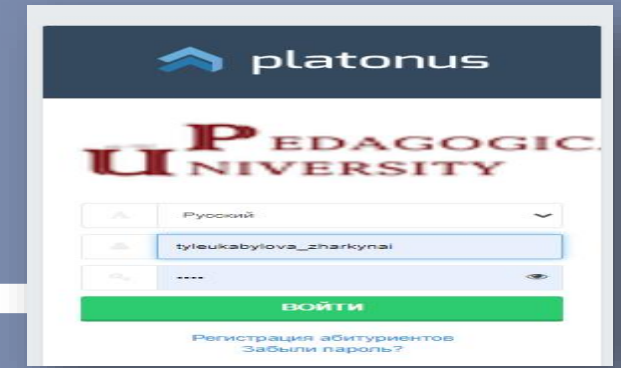 platonus
PEDAGOGIC
UNIVERSITY
Русский
tyleukabylova_zharkynai
····
ВОЙТИ
Регистрация абитуриентов
Забыли пароль?